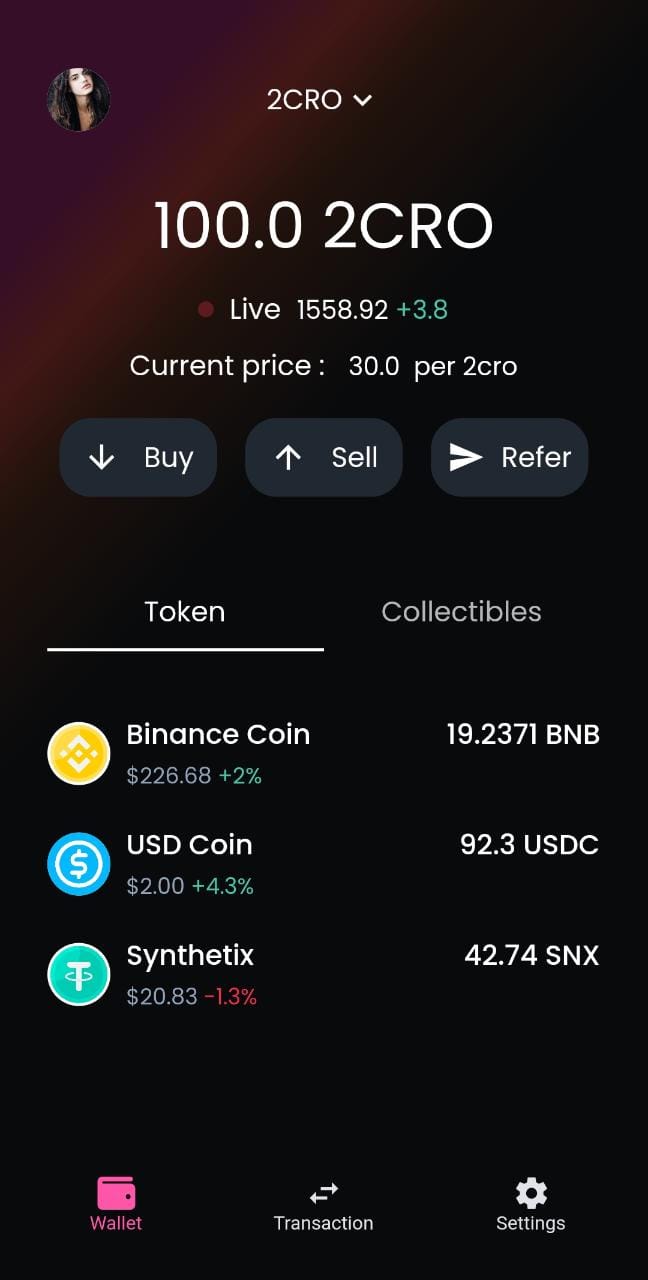 2CRO
100.0 2CRO
Live 1558.92 +3.8
Current price : 30.0 per 2cro
Buy Sell Refer
Token Collectibles
Binance Coin 19.2371 BNB
$226.68 +2%
USD Coin 92.3 USDC
$2.00 +4.3%
Synthetix 42.74 SNX
$20.83 -1.3%
Wallet Transaction Settings